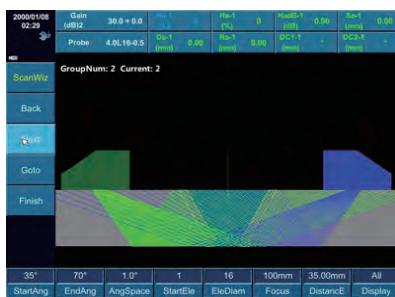 2000/01/08
02:29
Gain
(dB)2
30.0 + 0.0
Ha-1
(%)
0
HadB-1
(dB)
0.00
Sa-1
(mm)
0.00
Probe
4.0L16-0.5
Da-1
(mm)
0.00
Ra-1
(mm)
0.00
DC1-1
(mm)
DC2-1
(mm)
GroupNum: 2 Current: 2
ScanWiz
Back
Next
Goto
Finish
35° 70° 1.0° 1 16 100mm 35.00mm All
StartAng EndAng AngSpace StartEle EleDiam Focus DistancE Display